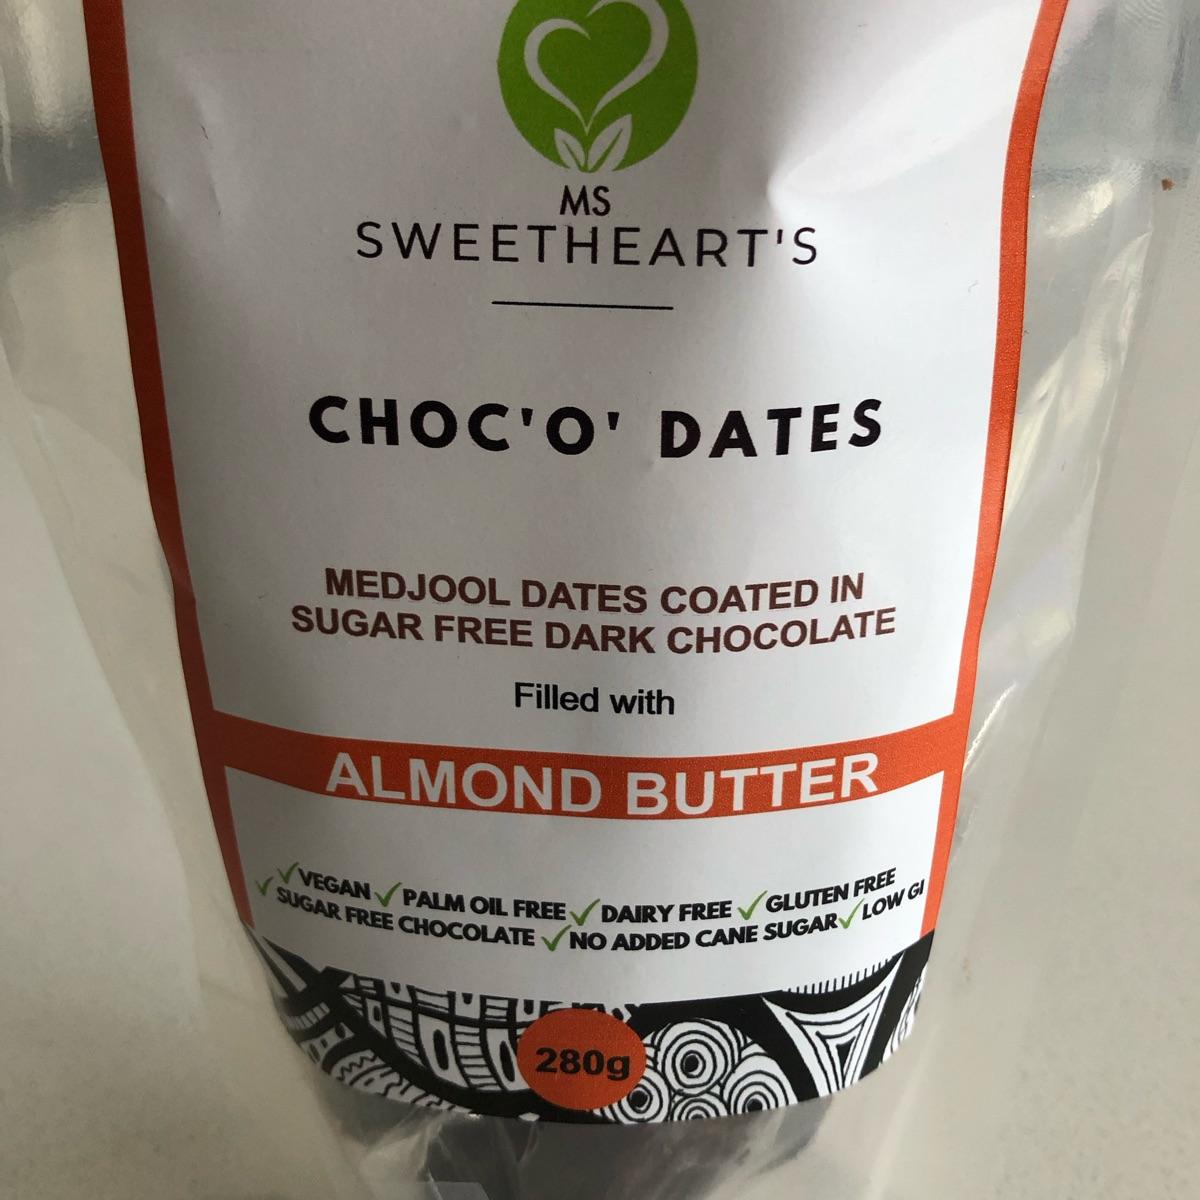 MS
SWEETHEART'S
CHOC'O' DATES
MEDJOOL DATES COATED IN
SUGAR FREE DARK CHOCOLATE
Filled with
ALMOND BUTTER
VEGAN PALM OIL FREE DAIRY FREE GLUTEN FREE
SUGAR FREE CHOCOLATE NO ADDED CANE SUGAR LOW GI
280g